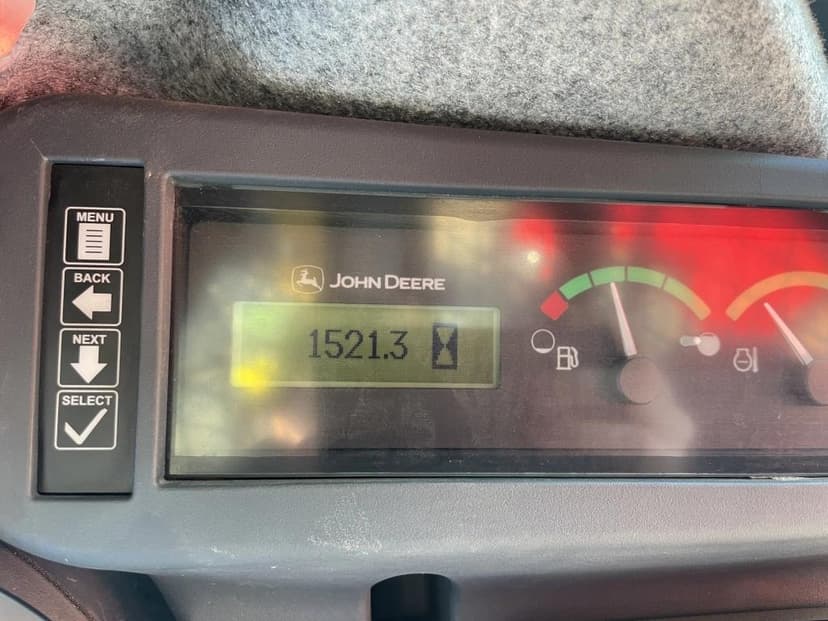 MENU
BACK
NEXT
SELECT
JOHN DEERE
1521.3